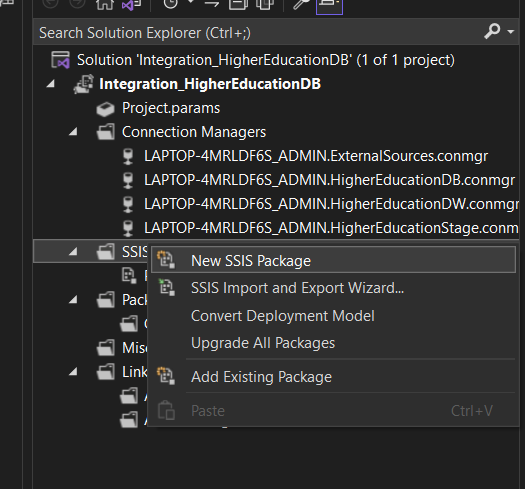 Search Solution Explorer (Ctrl+;)
Solution 'Integration_HigherEducationDB' (1 of 1 project)
Integration_HigherEducationDB
Project.params
Connection Managers
LAPTOP-4MRLDF6S_ADMIN.ExternalSources.conmgr
LAPTOP-4MRLDF6S_ADMIN.HigherEducationDB.conmgr
LAPTOP-4MRLDF6S_ADMIN.HigherEducationDW.conmgr
LAPTOP-4MRLDF6S_ADMIN.HigherEducationStage.conm
SSIS
New SSIS Package
SSIS Import and Export Wizard...
Pac
Convert Deployment Model
Upgrade All Packages
Misc
Link
Add Existing Package
Paste Ctrl+V